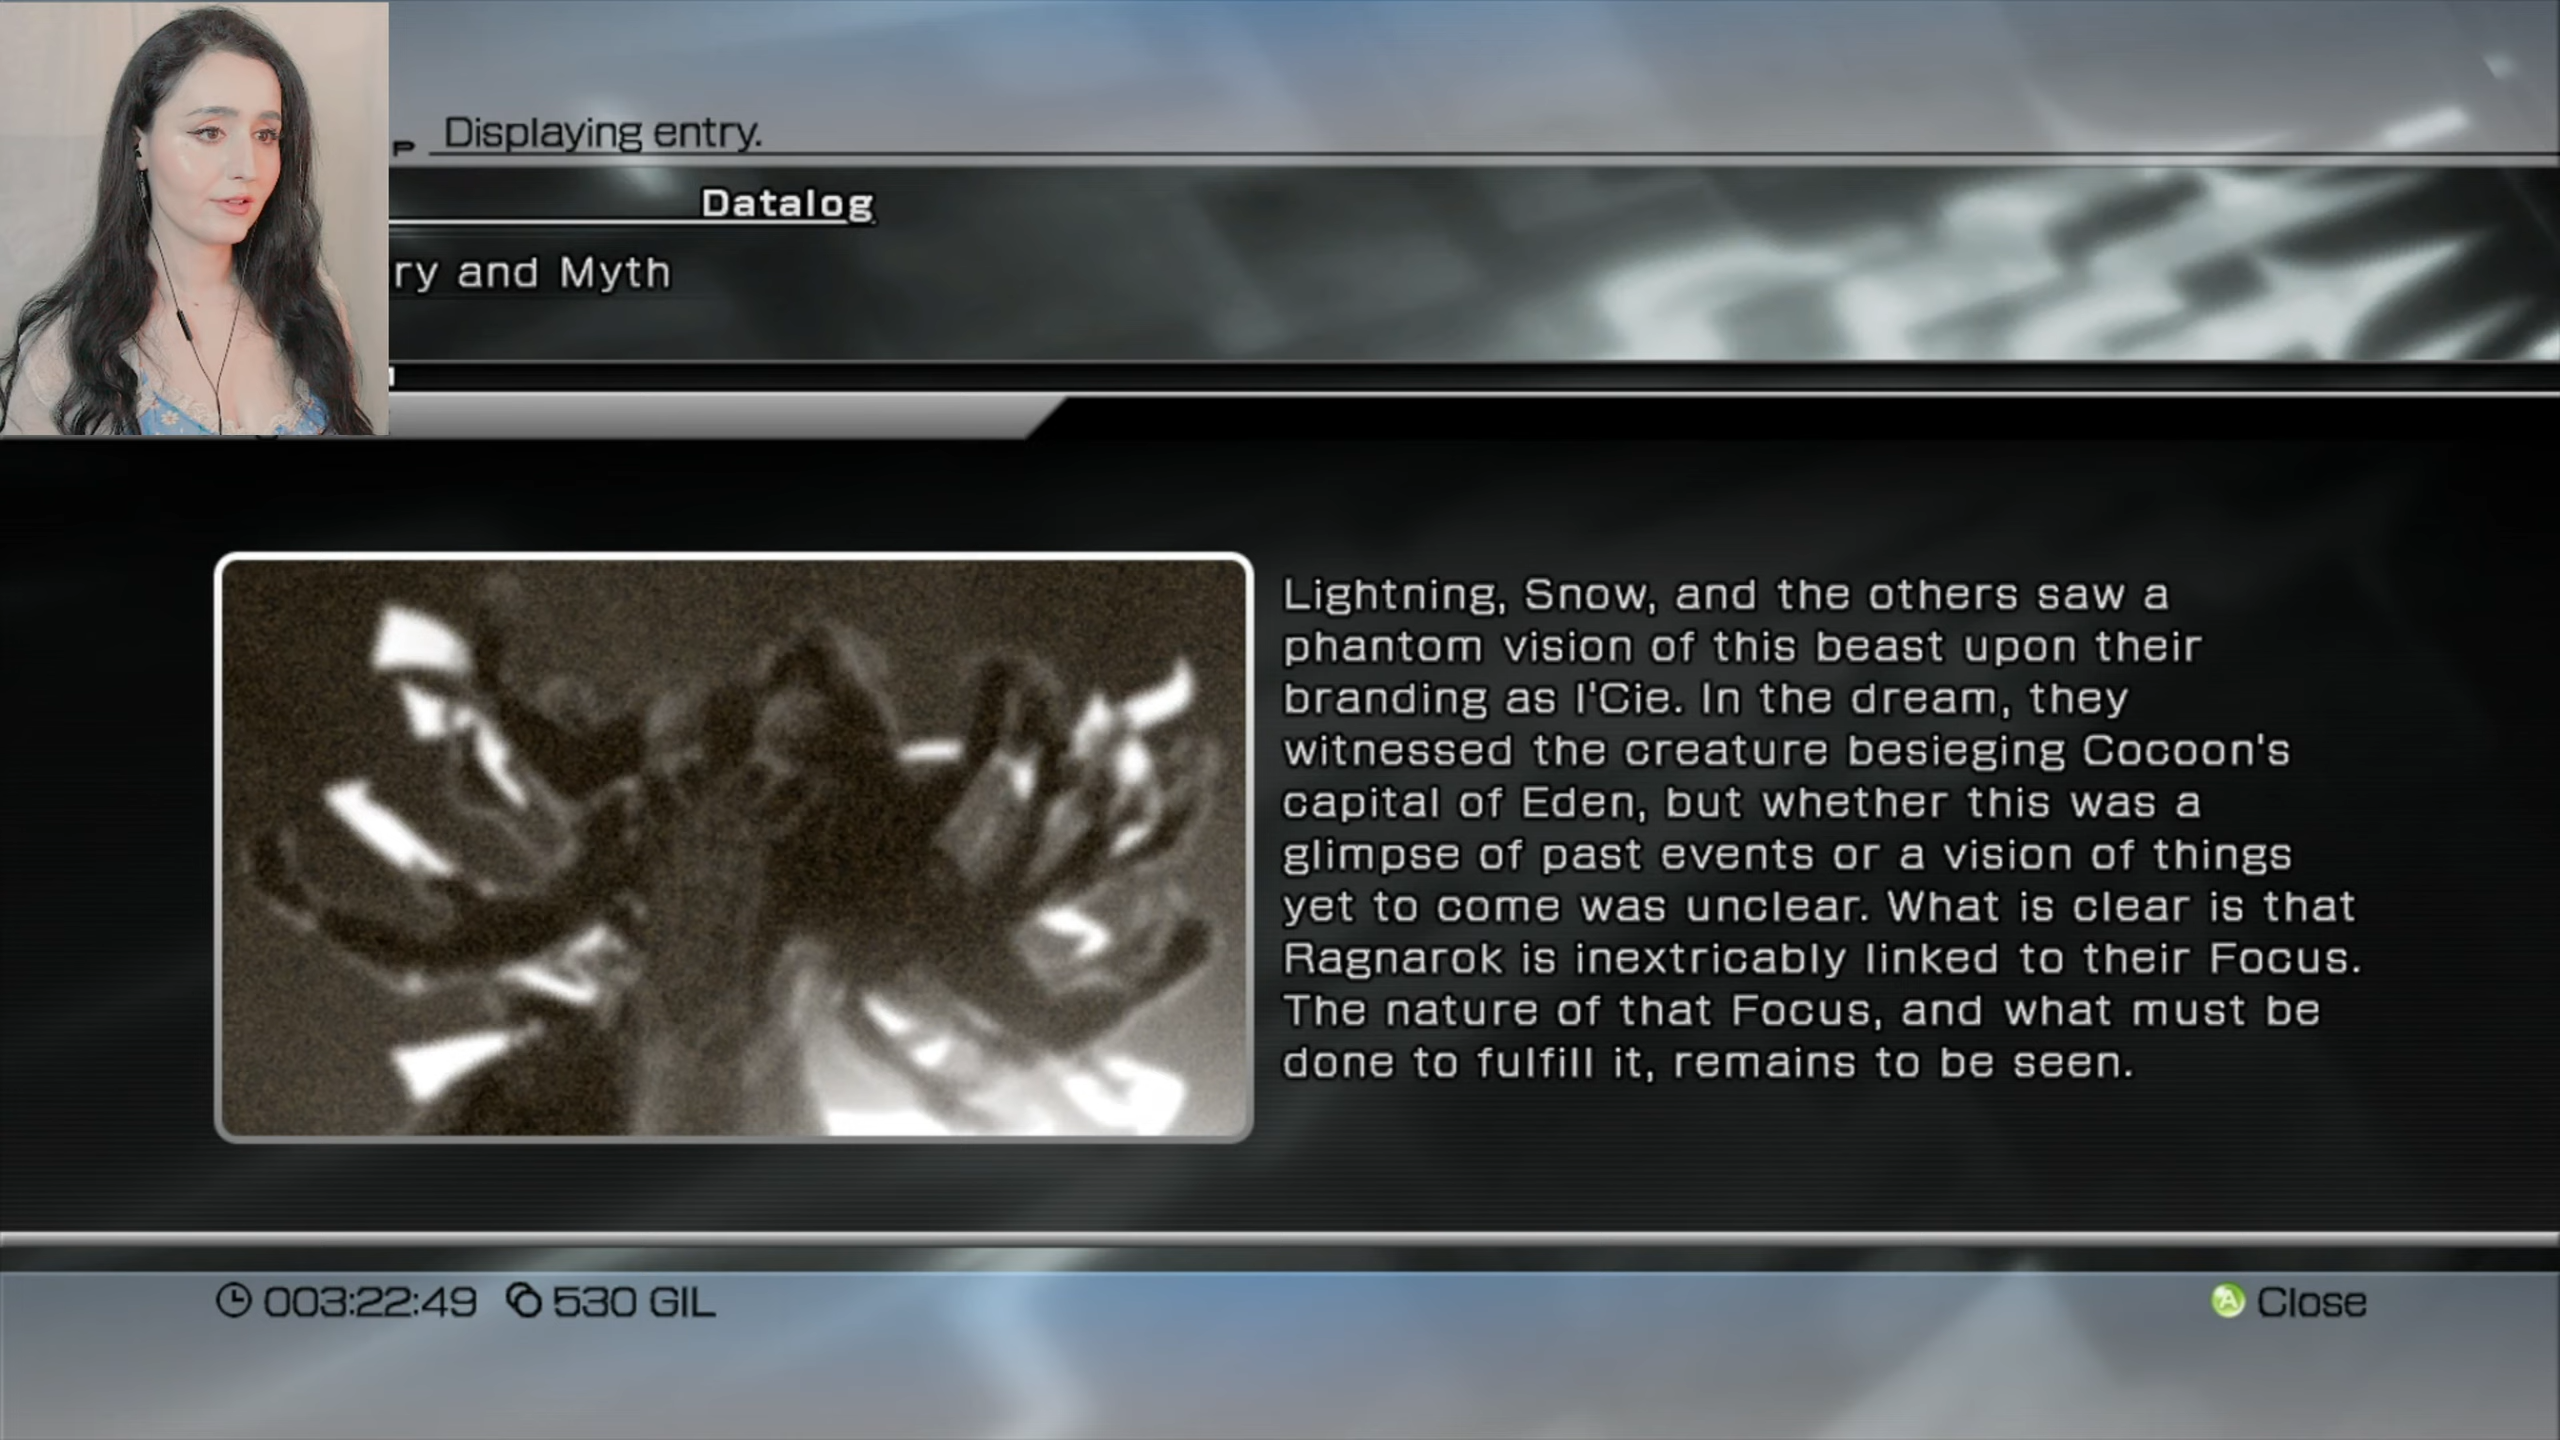 Displaying entry.
Datalog
ry and Myth
Lightning, Snow, and the others saw a
phantom vision of this beast upon their
branding as l'Cie. In the dream, they
witnessed the creature besieging Cocoon's
capital of Eden, but whether this was a
glimpse of past events or a vision of things
yet to come was unclear. What is clear is that
Ragnarok is inextricably linked to their Focus.
The nature of that Focus, and what must be
done to fulfill it, remains to be seen.
003:22:49 530 GIL
A Close